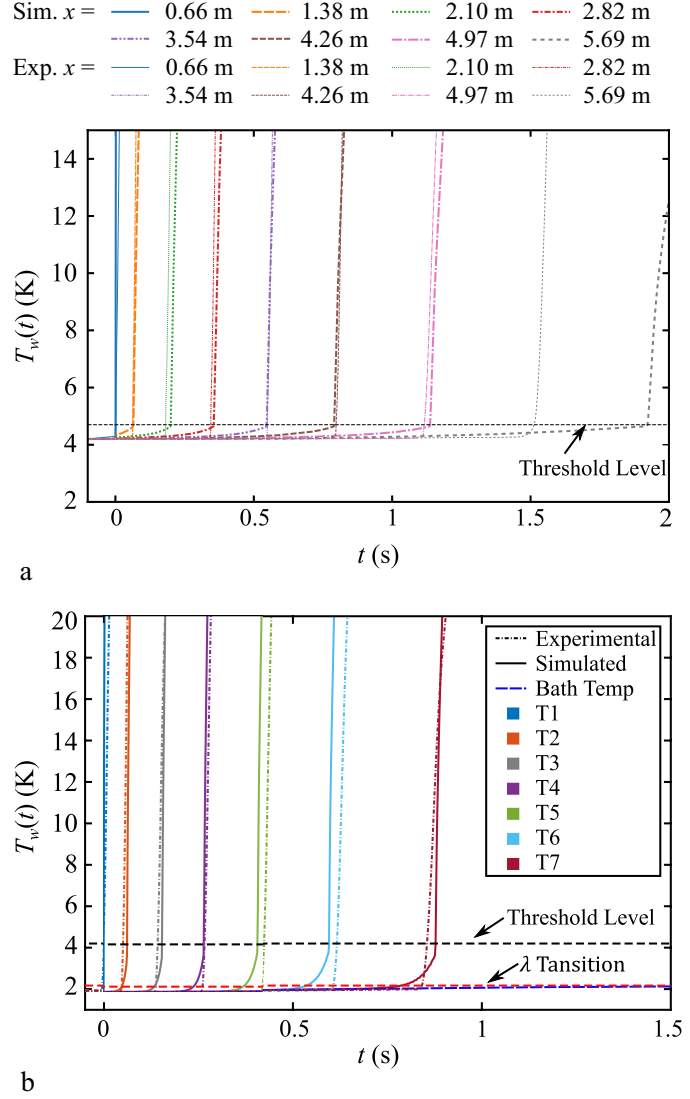 Sim. x = 0.66 m 1.38 m 2.10 m 2.82 m
3.54 m 4.26 m 4.97 m 5.69 m
Exp. x = 0.66 m 1.38 m 2.10 m 2.82 m
3.54 m 4.26 m 4.97 m 5.69 m
14
12
10
8
6
4
2
T_w(t) (K)
Threshold Level
0 0.5 1 1.5 2
t (s)
a
20
18
16
14
12
10
8
6
4
2
T_w(t) (K)
Experimental
Simulated
Bath Temp
T1
T2
T3
T4
T5
T6
T7
Threshold Level
λ Tansition
0 0.5 1 1.5
t (s)
b